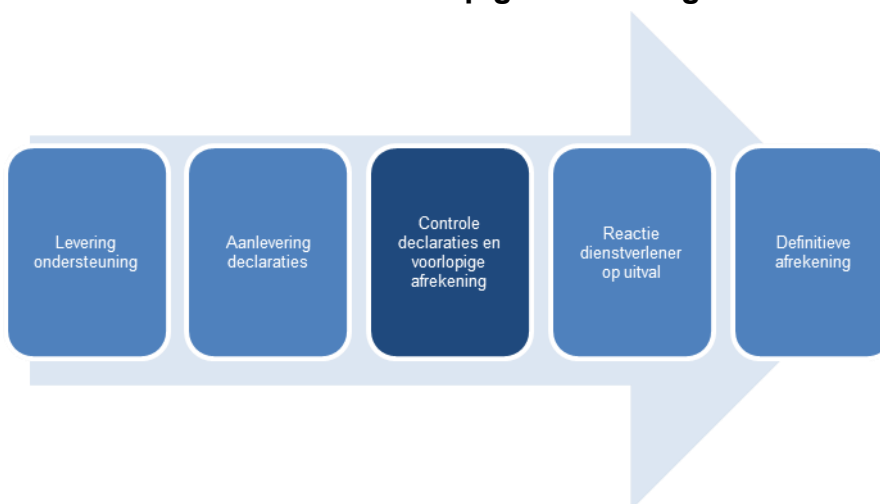 Levering
ondersteuning
Aanlevering
declaraties
Controle
declaraties en
voorlopige
afrekening
Reactie
dienstverlener
op uitval
Definitieve
afrekening